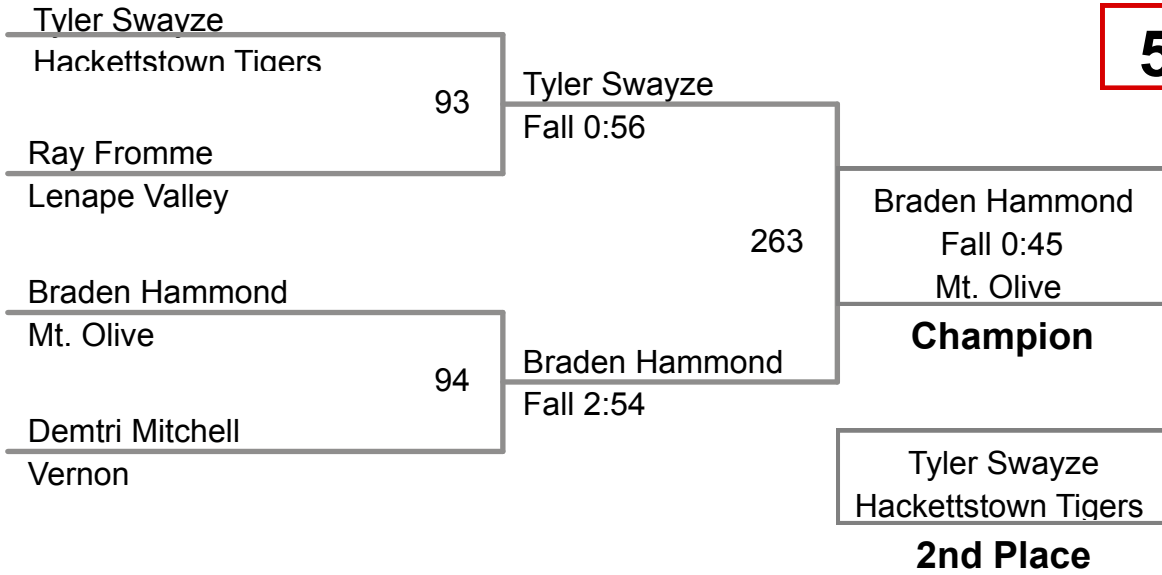 Tyler Swayze
Hackettstown Tigers
93
Ray Fromme
Lenape Valley
Braden Hammond
Mt. Olive
94
Demtri Mitchell
Vernon
Tyler Swayze
Fall 0:56
263
Braden Hammond
Fall 2:54
5
Braden Hammond
Fall 0:45
Mt. Olive
Champion
Tyler Swayze
Hackettstown Tigers
2nd Place